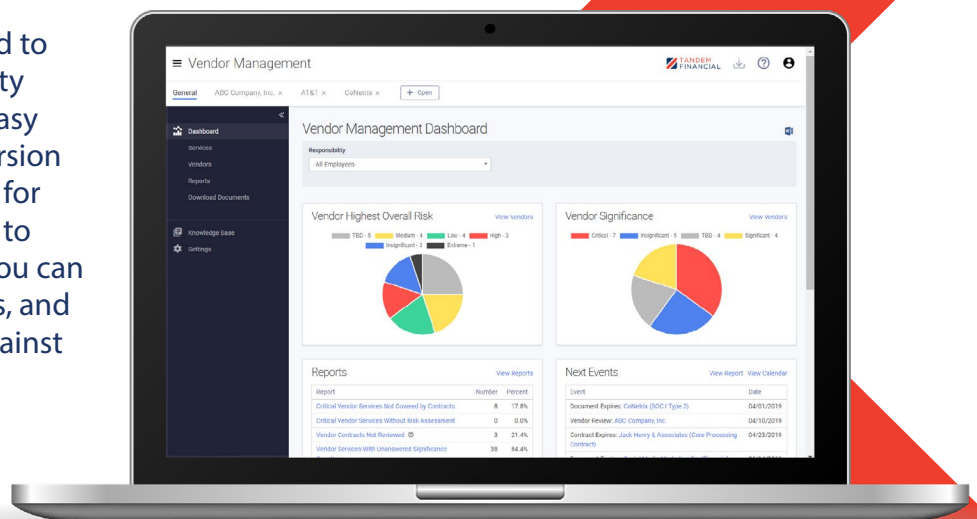 d to
ty
asy
rsion
for
to
ou can
s, and
ainst
Vendor Management
TANDEM
FINANCIAL
General ABC Company, Inc. × AT&T × CoNetrix × + Open
Dashboard
Services
Vendors
Reports
Download Documents
Knowledge Base
Settings
Vendor Management Dashboard
Responsibility
All Employees
Vendor Highest Overall Risk View Vendors
TBD - 5 Medium - 4 Low - 4 High - 3
Insignificant - 3 Extreme - 1
Vendor Significance View Vendors
Critical - 7 Insignificant - 5 TBD - 4 Significant - 4
Reports View Reports
Report Number Percent
Critical Vendor Services Not Covered by Contracts 8 17.8%
Critical Vendor Services Without Risk Assessment 0 0.0%
Vendor Contracts Not Reviewed 3 21.4%
Vendor Services With Unanswered Significance 38 84.4%
Next Events View Report View Calendar
Event Date
Document Expires: CoNetrix (SOC I Type 2) 04/01/2019
Vendor Review: ABC Company, Inc. 04/10/2019
Contract Expires: Jack Henry & Associates (Core Processing 04/23/2019
Contract)